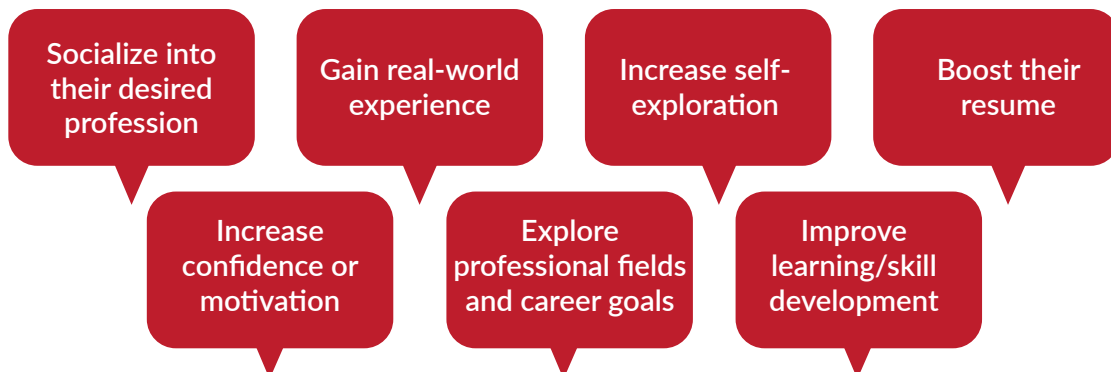 Socialize into
their desired
profession
Gain real-world
experience
Increase self-
exploration
Boost their
resume
Increase
confidence or
motivation
Explore
professional fields
and career goals
Improve
learning/skill
development